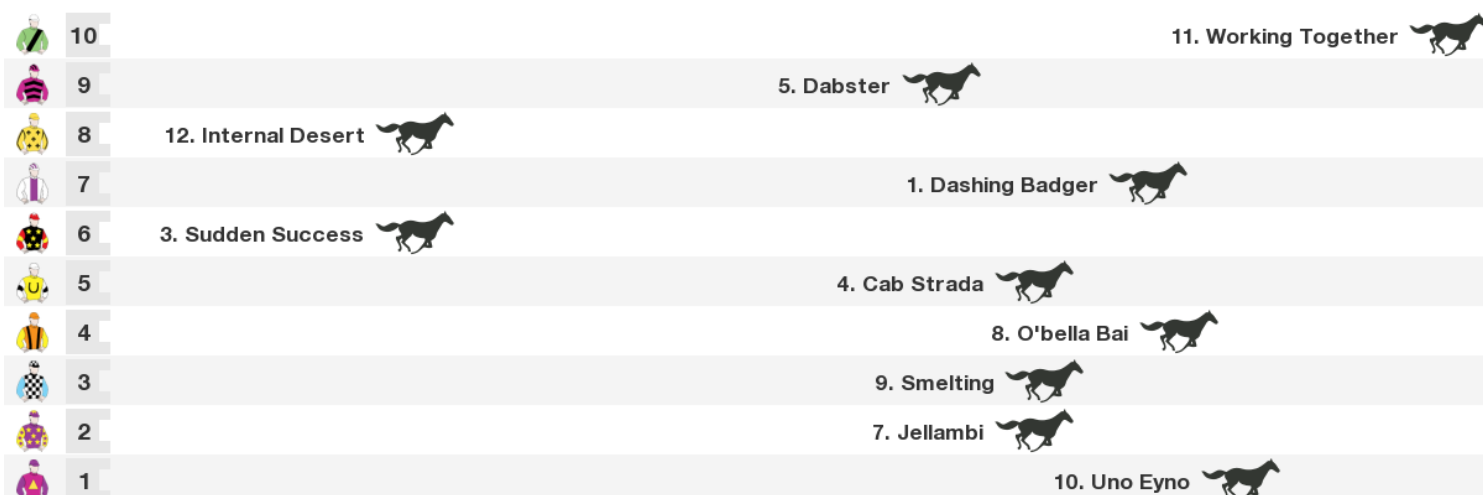 10 11. Working Together
9 5. Dabster
8 12. Internal Desert
7 1. Dashing Badger
6 3. Sudden Success
5 4. Cab Strada
U
4 8. O'bella Bai
3 9. Smelting
2 7. Jellambi
1 10. Uno Eyno